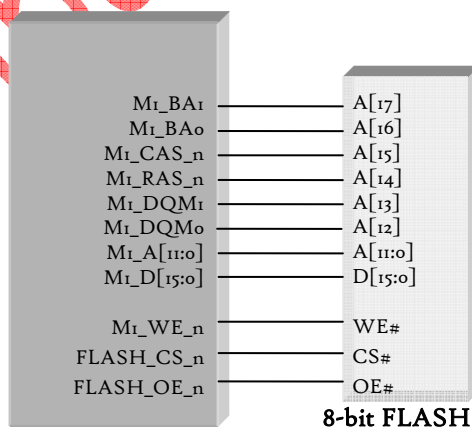 M1_BA1 A[17]
M1_BA0 A[16]
M1_CAS_n A[15]
M1_RAS_n A[14]
M1_DQM1 A[13]
M1_DQM0 A[12]
M1_A[11:0] A[11:0]
M1_D[15:0] D[15:0]
M1_WE_n WE#
FLASH_CS_n CS#
FLASH_OE_n OE#
8-bit FLASH